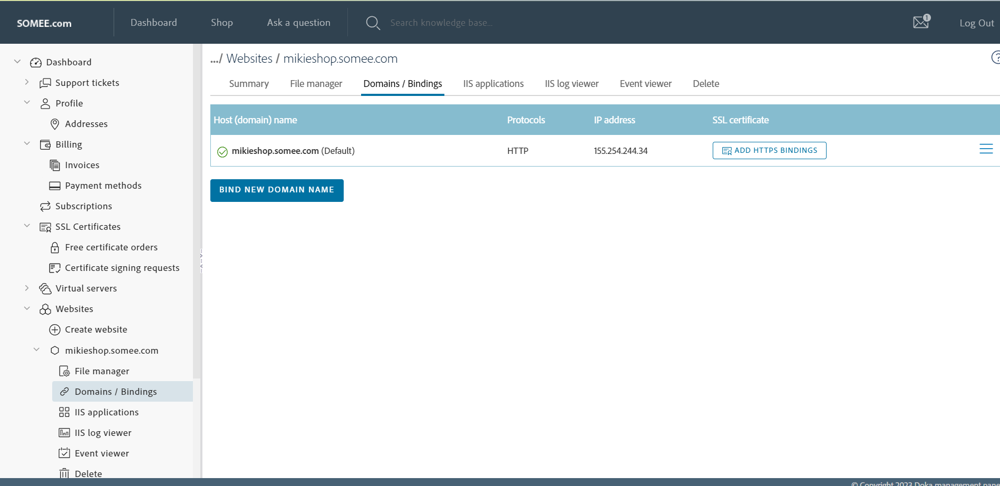 SOMEE.com
Dashboard
Shop
Ask a question
Search knowledge base...
1
Log Out
Dashboard
Support tickets
Profile
Addresses
Billing
Invoices
Payment methods
Subscriptions
SSL Certificates
Free certificate orders
Certificate signing requests
Virtual servers
Websites
Create website
mikieshop.somee.com
File manager
Domains / Bindings
IIS applications
IIS log viewer
Event viewer
Delete
.../ Websites / mikieshop.somee.com
?
Summary File manager Domains / Bindings IIS applications IIS log viewer Event viewer Delete
Host (domain) name Protocols IP address SSL certificate
mikieshop.somee.com (Default) HTTP 155.254.244.34 ADD HTTPS BINDINGS
BIND NEW DOMAIN NAME
© Copyright 2023 Doka management pane